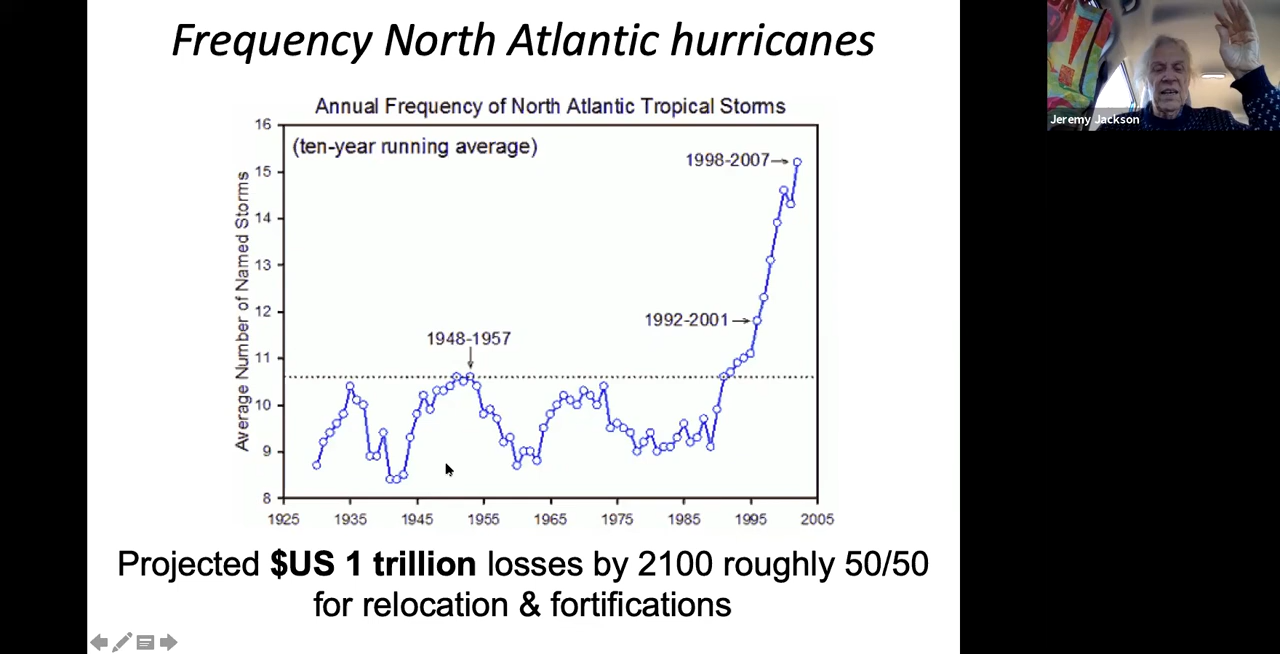 Frequency North Atlantic hurricanes
Jeremy Jackson
Annual Frequency of North Atlantic Tropical Storms
(ten-year running average)
Average Number of Named Storms
16
15
14
13
12
11
10
9
8
1998-2007
1992-2001
1948-1957
1925 1935 1945 1955 1965 1975 1985 1995 2005
Projected $US 1 trillion losses by 2100 roughly 50/50
for relocation & fortifications